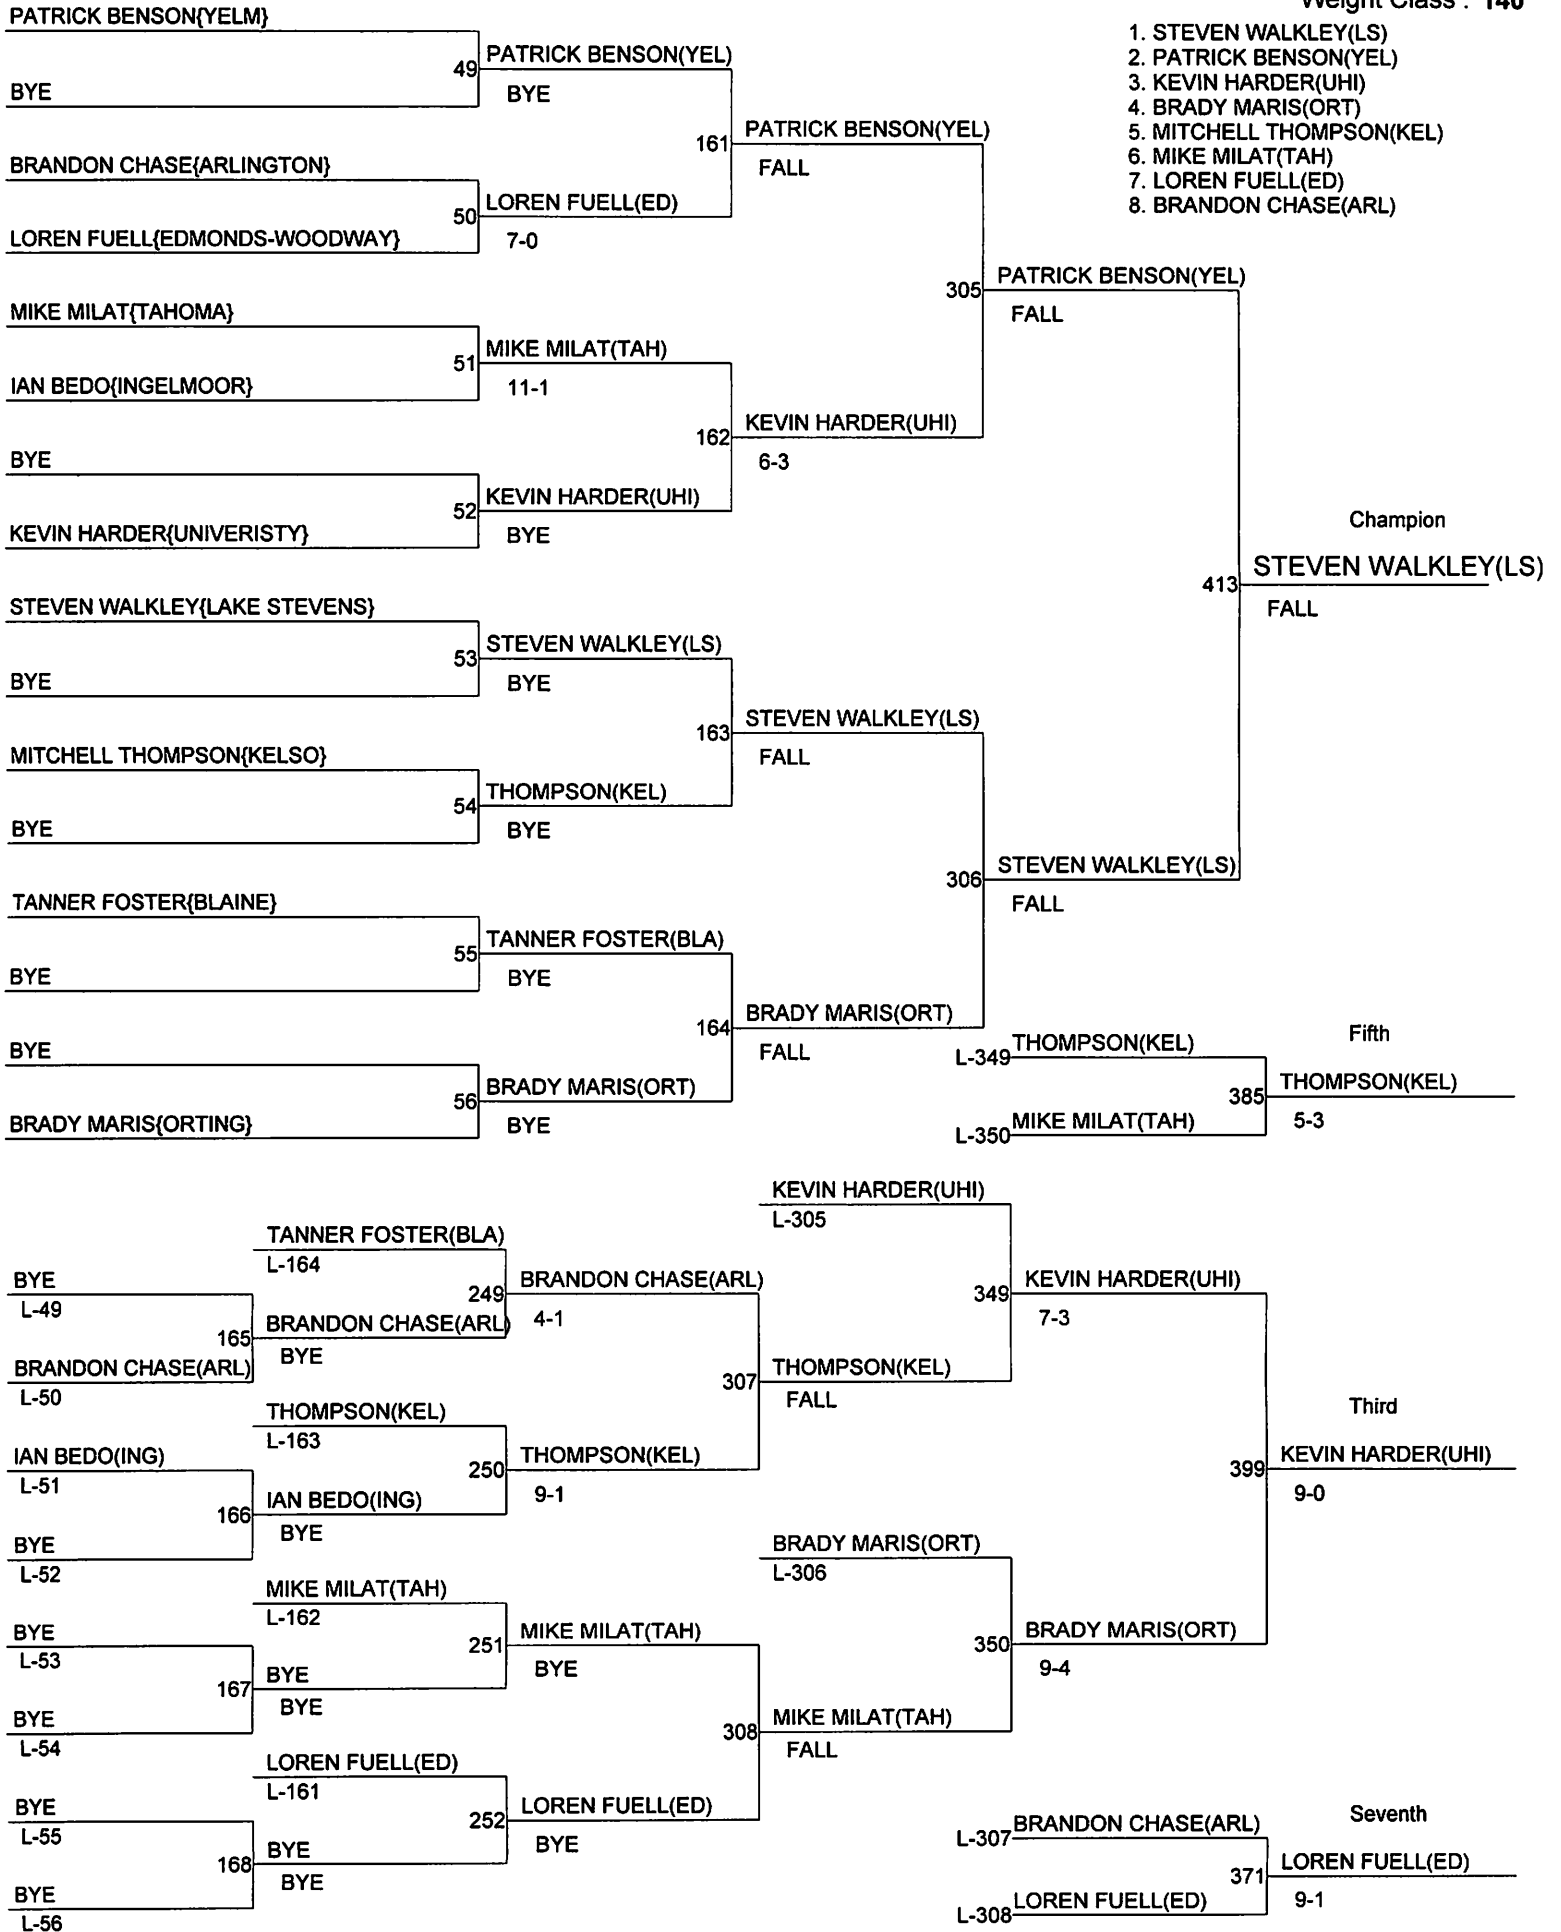 Weight Class : 140
1. STEVEN WALKLEY(LS)
2. PATRICK BENSON(YEL)
3. KEVIN HARDER(UHI)
4. BRADY MARIS(ORT)
5. MITCHELL THOMPSON(KEL)
6. MIKE MILAT(TAH)
7. LOREN FUELL(ED)
8. BRANDON CHASE(ARL)
PATRICK BENSON{YELM}
49
BYE
BRANDON CHASE{ARLINGTON}
50
LOREN FUELL{EDMONDS-WOODWAY}
MIKE MILAT{TAHOMA}
51
IAN BEDO{INGELMOOR}
BYE
52
KEVIN HARDER{UNIVERISTY}
STEVEN WALKLEY{LAKE STEVENS}
53
BYE
MITCHELL THOMPSON{KELSO}
54
BYE
TANNER FOSTER{BLAINE}
55
BYE
BYE
56
BRADY MARIS{ORTING}
PATRICK BENSON(YEL)
BYE
161
LOREN FUELL(ED)
7-0
MIKE MILAT(TAH)
11-1
162
KEVIN HARDER(UHI)
BYE
STEVEN WALKLEY(LS)
BYE
163
THOMPSON(KEL)
BYE
TANNER FOSTER(BLA)
BYE
164
BRADY MARIS(ORT)
BYE
PATRICK BENSON(YEL)
FALL
305
KEVIN HARDER(UHI)
6-3
STEVEN WALKLEY(LS)
FALL
306
BRADY MARIS(ORT)
FALL
PATRICK BENSON(YEL)
FALL
413
STEVEN WALKLEY(LS)
FALL
Champion
STEVEN WALKLEY(LS)
FALL
Fifth
L-349
THOMPSON(KEL)
385
L-350
MIKE MILAT(TAH)
THOMPSON(KEL)
5-3
BYE
L-49
165
BRANDON CHASE(ARL)
L-50
IAN BEDO(ING)
L-51
166
BYE
L-52
BYE
L-53
167
BYE
L-54
BYE
L-55
168
BYE
L-56
TANNER FOSTER(BLA)
L-164
249
BRANDON CHASE(ARL)
BYE
THOMPSON(KEL)
L-163
250
IAN BEDO(ING)
BYE
MIKE MILAT(TAH)
L-162
251
BYE
BYE
LOREN FUELL(ED)
L-161
252
BYE
BYE
BRANDON CHASE(ARL)
4-1
307
THOMPSON(KEL)
9-1
MIKE MILAT(TAH)
BYE
308
LOREN FUELL(ED)
BYE
KEVIN HARDER(UHI)
L-305
349
THOMPSON(KEL)
FALL
BRADY MARIS(ORT)
L-306
350
MIKE MILAT(TAH)
FALL
KEVIN HARDER(UHI)
7-3
399
BRADY MARIS(ORT)
9-4
Third
KEVIN HARDER(UHI)
9-0
Seventh
L-307
BRANDON CHASE(ARL)
371
L-308
LOREN FUELL(ED)
LOREN FUELL(ED)
9-1